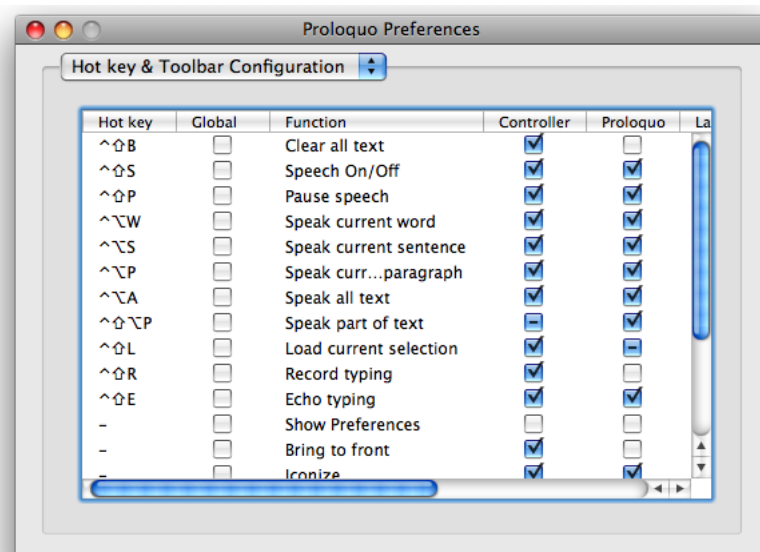 Proloquo Preferences
Hot key & Toolbar Configuration
Hot key Global Function Controller Proloquo La
^⇧B Clear all text
^⇧S Speech On/Off
^⇧P Pause speech
^⌥W Speak current word
^⌥S Speak current sentence
^⌥P Speak curr...paragraph
^⌥A Speak all text
^⇧⌥P Speak part of text
^⇧L Load current selection
^⇧R Record typing
^⇧E Echo typing
– Show Preferences
– Bring to front
– Iconize